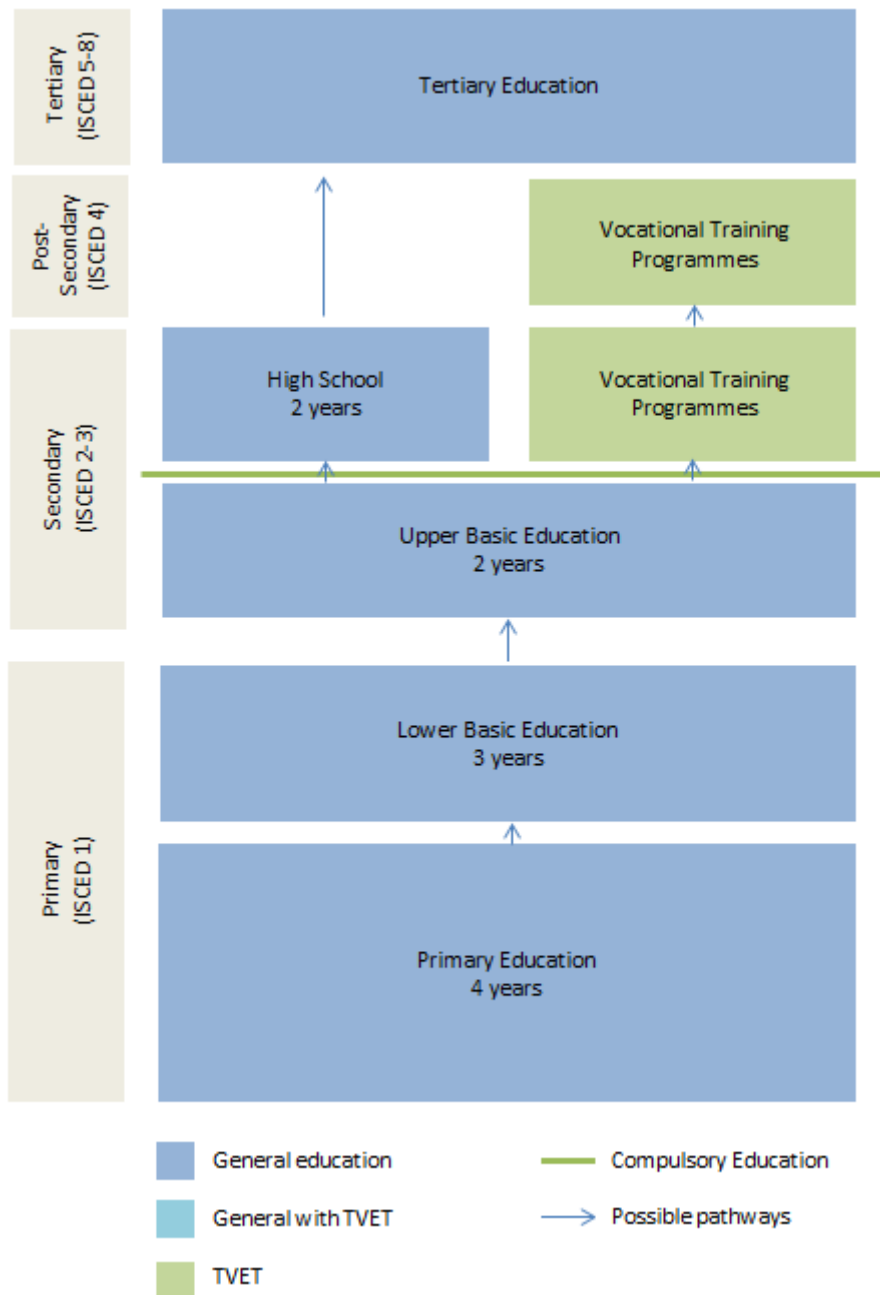 Tertiary
(ISCED 5-8)
Tertiary Education
Post-
Secondary
(ISCED 4)
Vocational Training
Programmes
Secondary
(ISCED 2-3)
High School
2 years
Vocational Training
Programmes
Upper Basic Education
2 years
Primary
(ISCED 1)
Lower Basic Education
3 years
Primary Education
4 years
General education
Compulsory Education
General with TVET
Possible pathways
TVET